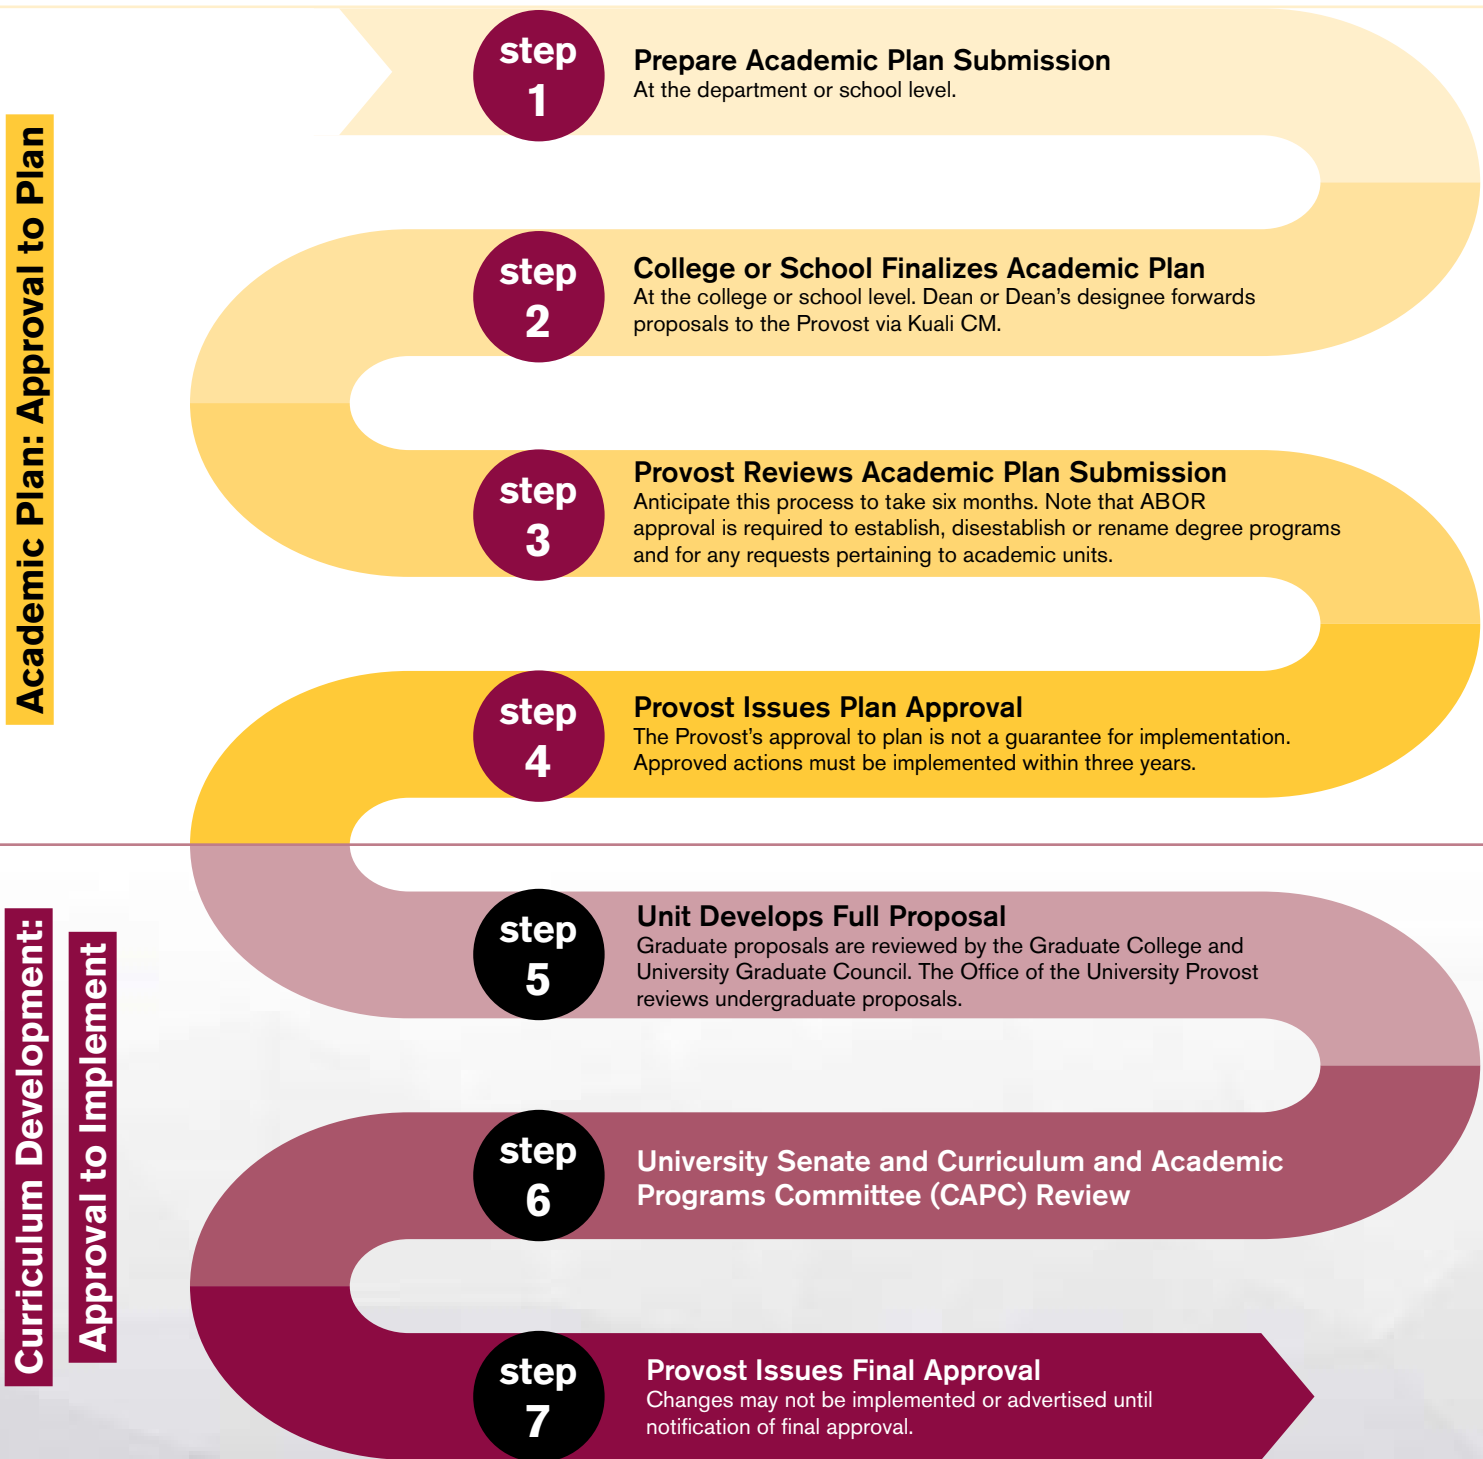 Academic Plan: Approval to Plan
step
1
Prepare Academic Plan Submission
At the department or school level.
step
2
College or School Finalizes Academic Plan
At the college or school level. Dean or Dean’s designee forwards
proposals to the Provost via Kuali CM.
step
3
Provost Reviews Academic Plan Submission
Anticipate this process to take six months. Note that ABOR
approval is required to establish, disestablish or rename degree programs
and for any requests pertaining to academic units.
step
4
Provost Issues Plan Approval
The Provost’s approval to plan is not a guarantee for implementation.
Approved actions must be implemented within three years.
Curriculum Development:
Approval to Implement
step
5
Unit Develops Full Proposal
Graduate proposals are reviewed by the Graduate College and
University Graduate Council. The Office of the University Provost
reviews undergraduate proposals.
step
6
University Senate and Curriculum and Academic
Programs Committee (CAPC) Review
step
7
Provost Issues Final Approval
Changes may not be implemented or advertised until
notification of final approval.